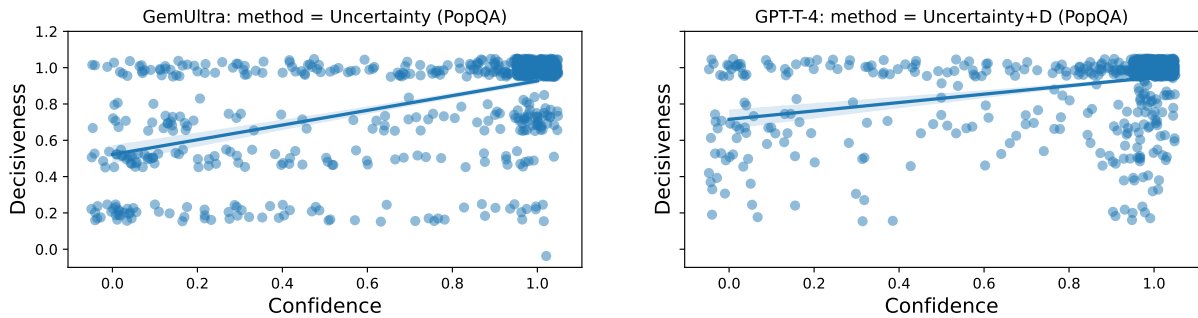 GemUltra: method = Uncertainty (PopQA)
1.2
1.0
0.8
0.6
0.4
0.2
0.0
Decisiveness
0.0 0.2 0.4 0.6 0.8 1.0
Confidence
GPT-T-4: method = Uncertainty+D (PopQA)
Decisiveness
0.0 0.2 0.4 0.6 0.8 1.0
Confidence